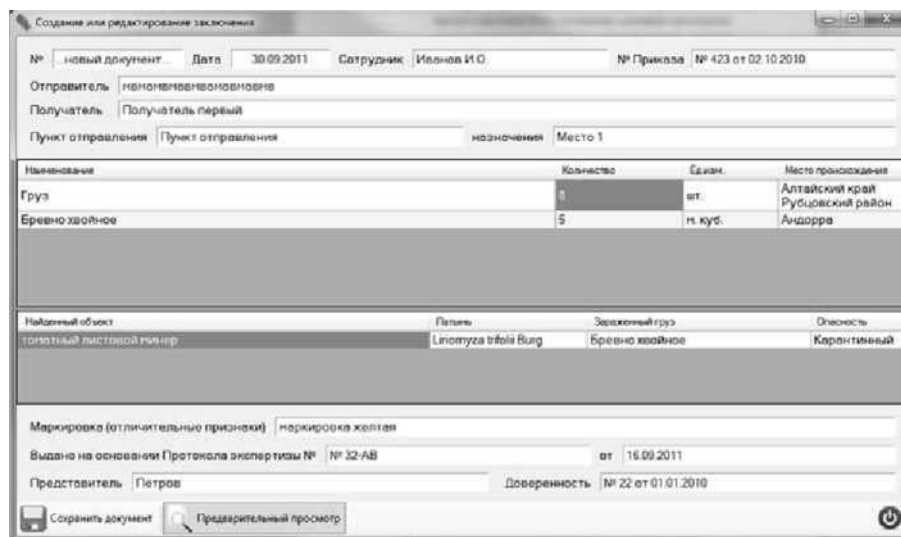 Создание или редактирование заключения
№ ...новый документ... Дата 30.09.2011 Сотрудник Иванов И.О. № Приказа № 423 от 02.10.2010
Отправитель
Получатель Получатель первый
Пункт отправления Пункт отправления назначения Место 1
Наименование Количество Ед.изм. Место происхождения
Груз шт. Алтайский край
Рубцовский район
Бревно хвойное 5 м. куб. Андорра
Найденный объект Латынь Зараженный груз Опасность
томатный листовой минер Liriomyza trifolii Burg Бревно хвойное Карантинный
Маркировка (отличительные признаки) маркировка желтая
Выдано на основании Протокола экспертизы № № 32-АВ от 16.09.2011
Представитель Петров Доверенность № 22 от 01.01.2010
Сохранить документ Предварительный просмотр